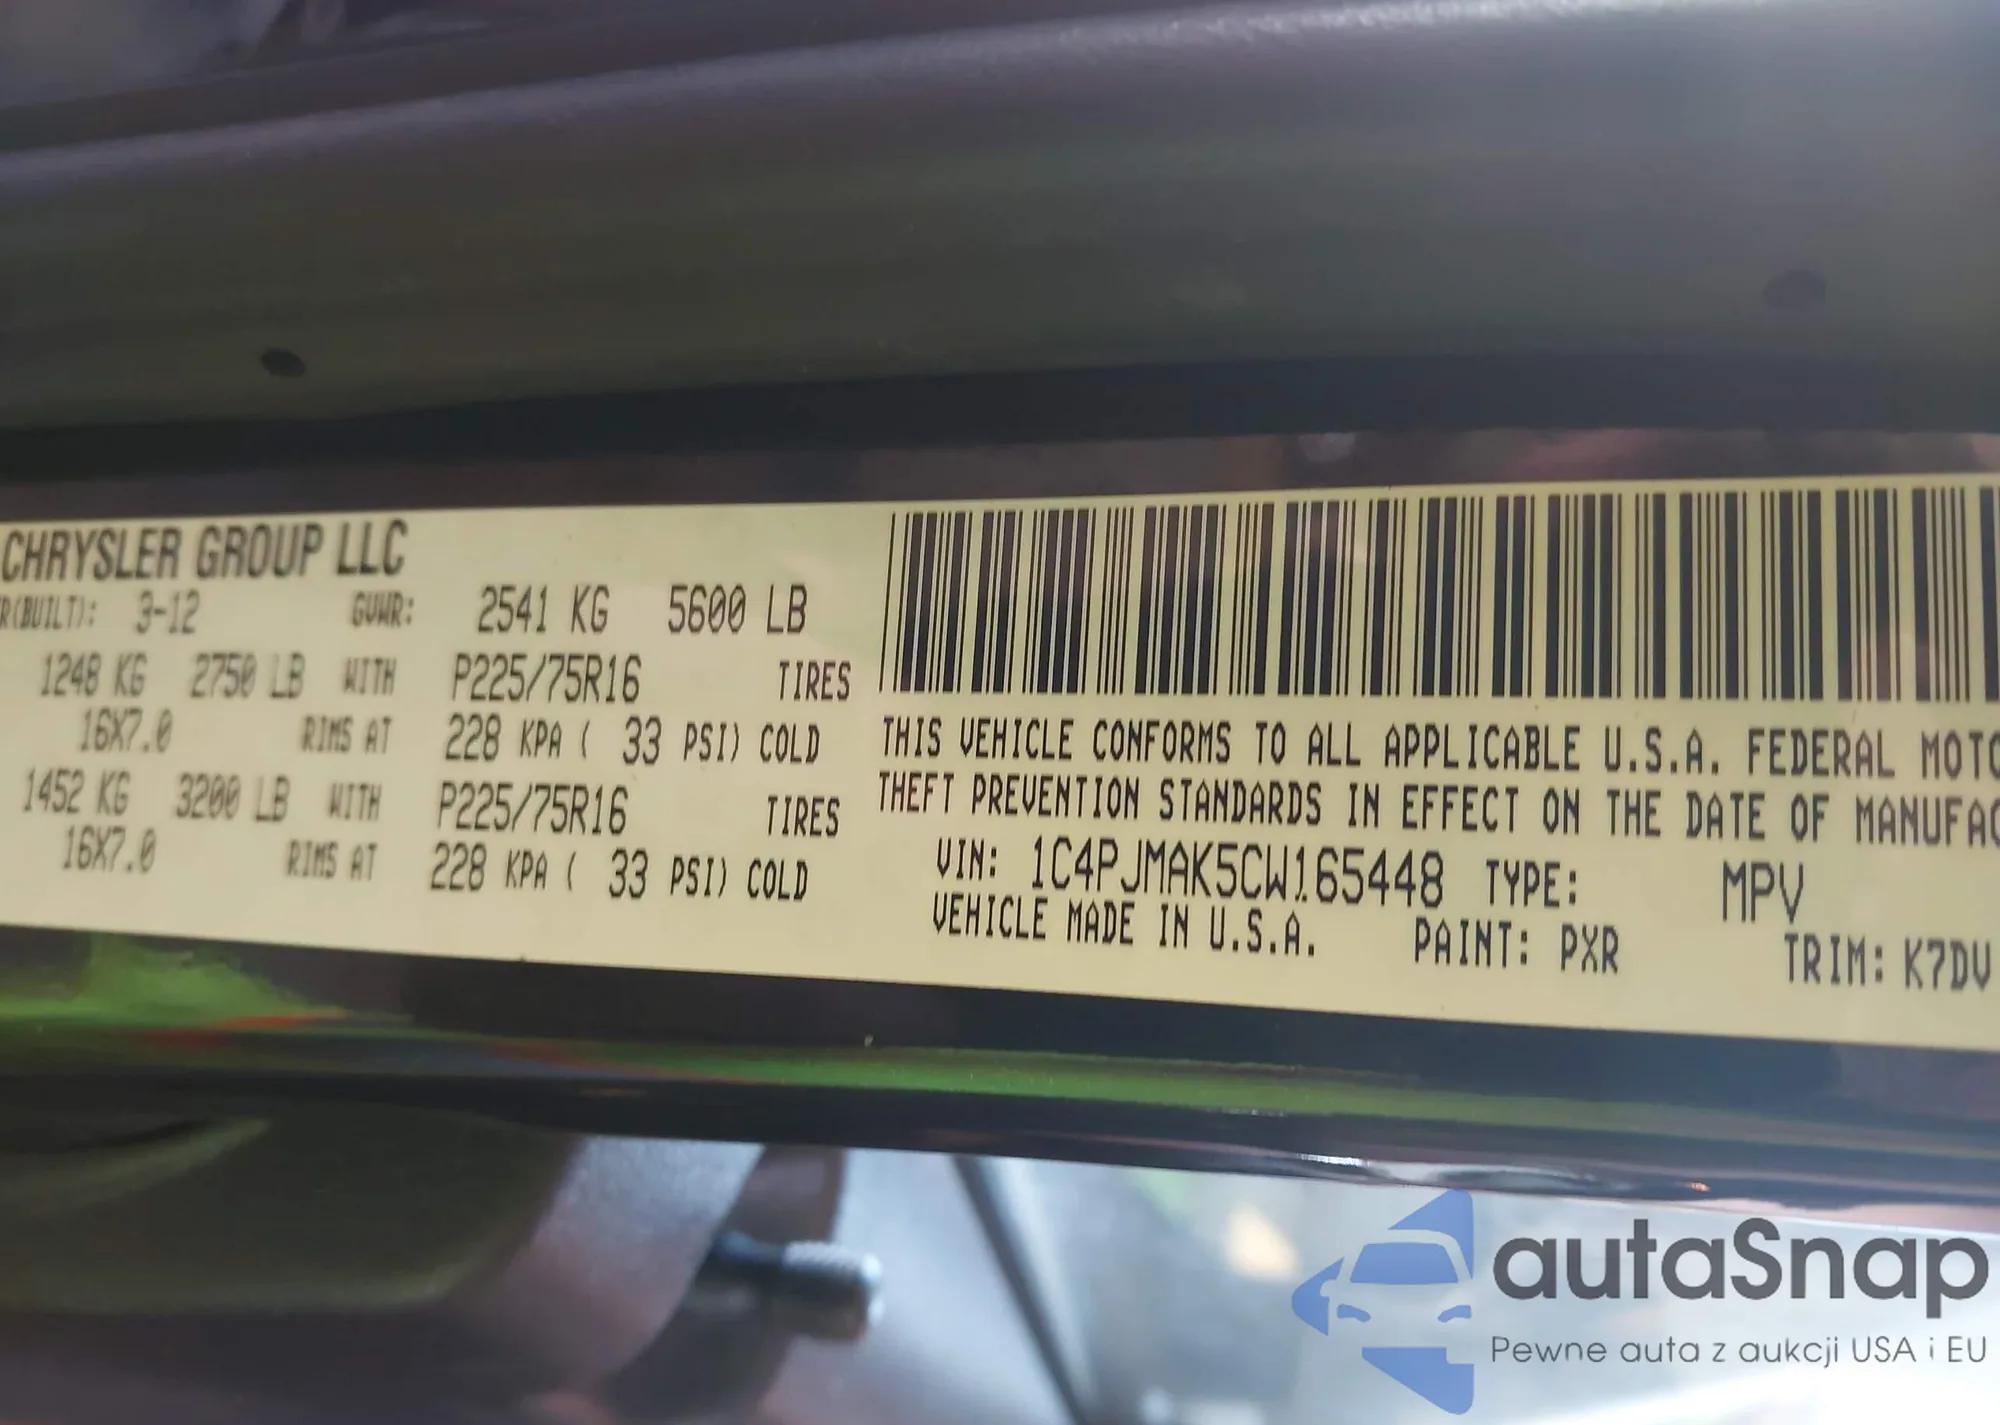 CHRYSLER GROUP LLC
R(BUILT): 3-12 GVWR: 2541 KG 5600 LB
1248 KG 2750 LB WITH P225/75R16 TIRES
16X7.0 RIMS AT 228 KPA ( 33 PSI) COLD
1452 KG 3200 LB WITH P225/75R16 TIRES
16X7.0 RIMS AT 228 KPA ( 33 PSI) COLD
THIS VEHICLE CONFORMS TO ALL APPLICABLE U.S.A. FEDERAL MOTO
THEFT PREVENTION STANDARDS IN EFFECT ON THE DATE OF MANUFAC
VIN: 1C4PJMAK5CW165448 TYPE: MPV
VEHICLE MADE IN U.S.A. PAINT: PXR TRIM: K7DV
autaSnap
Pewne auta z aukcji USA i EU